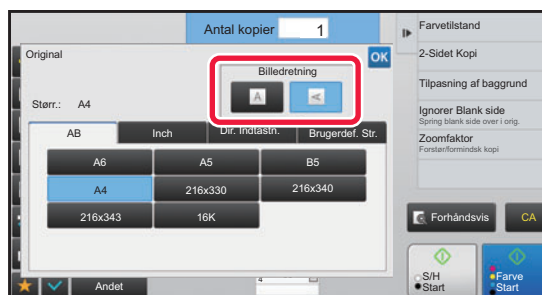 Antal kopier 1
Original
OK
Billedretning
A A
Størr.: A4
AB Inch Dir. Indtastn. Brugerdef. Str.
A6 A5 B5
A4 216x330 216x340
216x343 16K
Andet
Farvetilstand
2-Sidet Kopi
Tilpasning af baggrund
Ignorer Blank side
Spring blank side over i orig.
Zoomfaktor
Forstør/formindsk kopi
Forhåndsvis CA
S/H
Start
Farve
Start